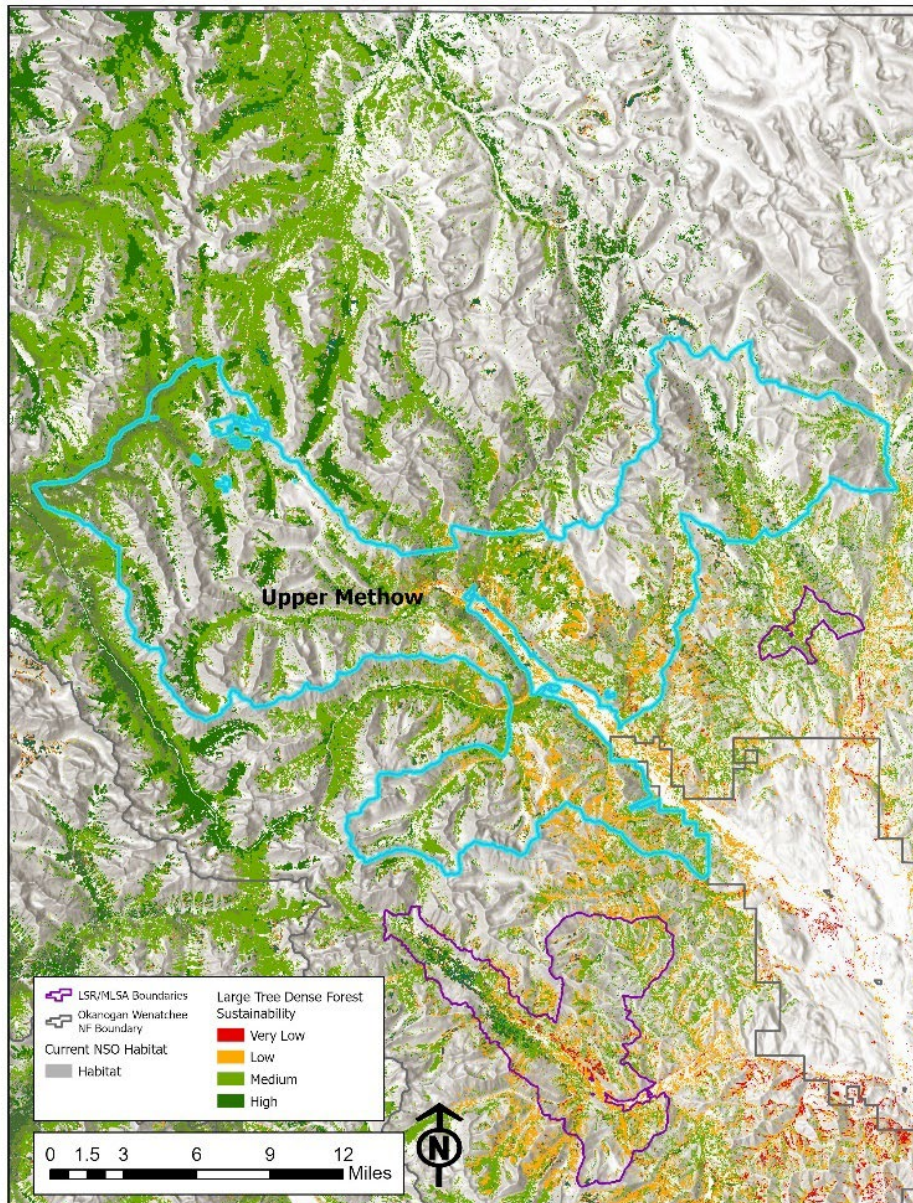 Upper Methow
LSR/MLSA Boundaries
Okanogan Wenatchee
NF Boundary
Current NSO Habitat
Habitat
Large Tree Dense Forest
Sustainability
Very Low
Low
Medium
High
0 1.5 3 6 9 12
Miles
N